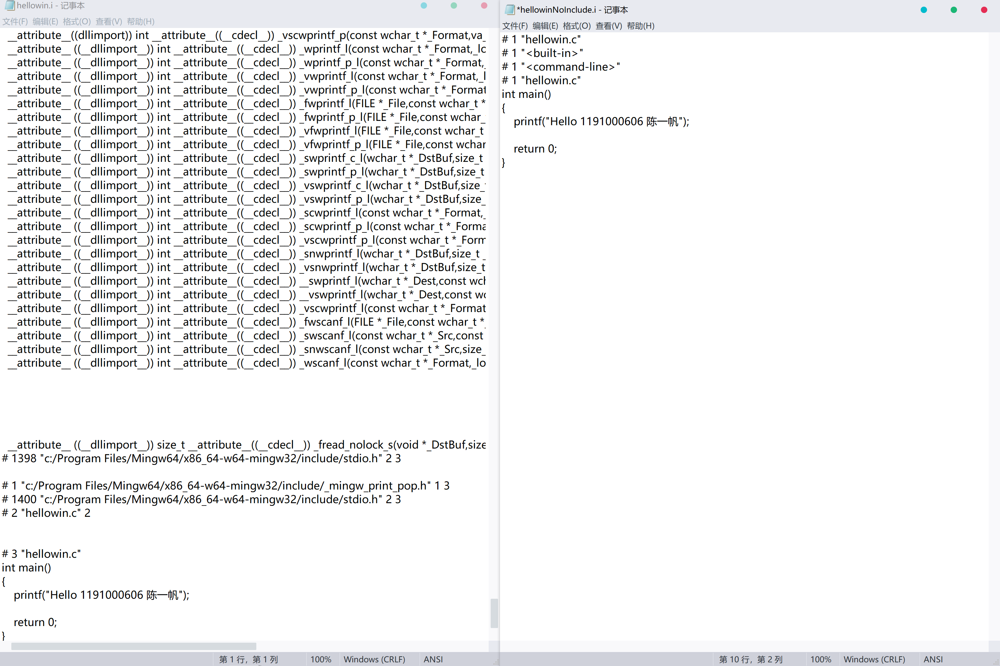 hellowin.i - 记事本
文件(F) 编辑(E) 格式(O) 查看(V) 帮助(H)
__attribute__((dllimport)) int __attribute__((__cdecl__)) _vscwprintf_p(const wchar_t *_Format,va_
__attribute__ ((__dllimport__)) int __attribute__((__cdecl__)) _wprintf_l(const wchar_t *_Format,_lo
__attribute__ ((__dllimport__)) int __attribute__((__cdecl__)) _wprintf_p_l(const wchar_t *_Format,_
__attribute__ ((__dllimport__)) int __attribute__((__cdecl__)) _vwprintf_l(const wchar_t *_Format,_l
__attribute__ ((__dllimport__)) int __attribute__((__cdecl__)) _vwprintf_p_l(const wchar_t *_Format
__attribute__ ((__dllimport__)) int __attribute__((__cdecl__)) _fwprintf_l(FILE *_File,const wchar_t *
__attribute__ ((__dllimport__)) int __attribute__((__cdecl__)) _fwprintf_p_l(FILE *_File,const wchar_
__attribute__ ((__dllimport__)) int __attribute__((__cdecl__)) _vfwprintf_l(FILE *_File,const wchar_t
__attribute__ ((__dllimport__)) int __attribute__((__cdecl__)) _vfwprintf_p_l(FILE *_File,const wchar
__attribute__ ((__dllimport__)) int __attribute__((__cdecl__)) _swprintf_c_l(wchar_t *_DstBuf,size_t
__attribute__ ((__dllimport__)) int __attribute__((__cdecl__)) _swprintf_p_l(wchar_t *_DstBuf,size_t
__attribute__ ((__dllimport__)) int __attribute__((__cdecl__)) _vswprintf_c_l(wchar_t *_DstBuf,size_
__attribute__ ((__dllimport__)) int __attribute__((__cdecl__)) _vswprintf_p_l(wchar_t *_DstBuf,size_
__attribute__ ((__dllimport__)) int __attribute__((__cdecl__)) _scwprintf_l(const wchar_t *_Format,_
__attribute__ ((__dllimport__)) int __attribute__((__cdecl__)) _scwprintf_p_l(const wchar_t *_Forma
__attribute__ ((__dllimport__)) int __attribute__((__cdecl__)) _vscwprintf_p_l(const wchar_t *_Form
__attribute__ ((__dllimport__)) int __attribute__((__cdecl__)) _snwprintf_l(wchar_t *_DstBuf,size_t _
__attribute__ ((__dllimport__)) int __attribute__((__cdecl__)) _vsnwprintf_l(wchar_t *_DstBuf,size_t
__attribute__ ((__dllimport__)) int __attribute__((__cdecl__)) __swprintf_l(wchar_t *_Dest,const wch
__attribute__ ((__dllimport__)) int __attribute__((__cdecl__)) __vswprintf_l(wchar_t *_Dest,const wc
__attribute__ ((__dllimport__)) int __attribute__((__cdecl__)) _vscwprintf_l(const wchar_t *_Format
__attribute__ ((__dllimport__)) int __attribute__((__cdecl__)) _fwscanf_l(FILE *_File,const wchar_t *_
__attribute__ ((__dllimport__)) int __attribute__((__cdecl__)) _swscanf_l(const wchar_t *_Src,const
__attribute__ ((__dllimport__)) int __attribute__((__cdecl__)) _snwscanf_l(const wchar_t *_Src,size_
__attribute__ ((__dllimport__)) int __attribute__((__cdecl__)) _wscanf_l(const wchar_t *_Format,_lo
__attribute__ ((__dllimport__)) size_t __attribute__((__cdecl__)) _fread_nolock_s(void *_DstBuf,size
# 1398 "c:/Program Files/Mingw64/x86_64-w64-mingw32/include/stdio.h" 2 3
# 1 "c:/Program Files/Mingw64/x86_64-w64-mingw32/include/_mingw_print_pop.h" 1 3
# 1400 "c:/Program Files/Mingw64/x86_64-w64-mingw32/include/stdio.h" 2 3
# 2 "hellowin.c" 2
# 3 "hellowin.c"
int main()
{
printf("Hello 1191000606 陈一帆");
return 0;
}
第 1 行，第 1 列 100% Windows (CRLF) ANSI
*hellowinNoInclude.i - 记事本
文件(F) 编辑(E) 格式(O) 查看(V) 帮助(H)
# 1 "hellowin.c"
# 1 "<built-in>"
# 1 "<command-line>"
# 1 "hellowin.c"
int main()
{
printf("Hello 1191000606 陈一帆");
return 0;
}
第 10 行，第 2 列 100% Windows (CRLF) ANSI